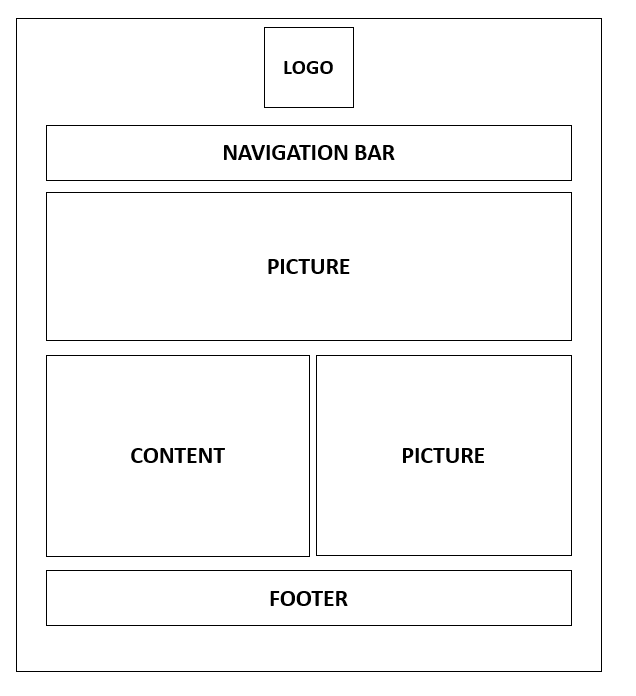 LOGO
NAVIGATION BAR
PICTURE
CONTENT
PICTURE
FOOTER